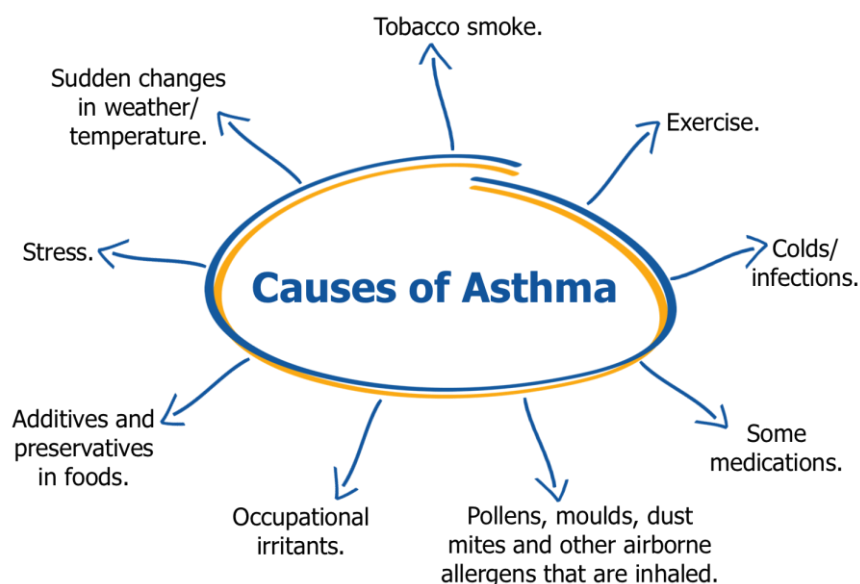 Causes of Asthma
Tobacco smoke.
Exercise.
Colds/
infections.
Some
medications.
Pollens, moulds, dust
mites and other airborne
allergens that are inhaled.
Occupational
irritants.
Additives and
preservatives
in foods.
Stress.
Sudden changes
in weather/
temperature.